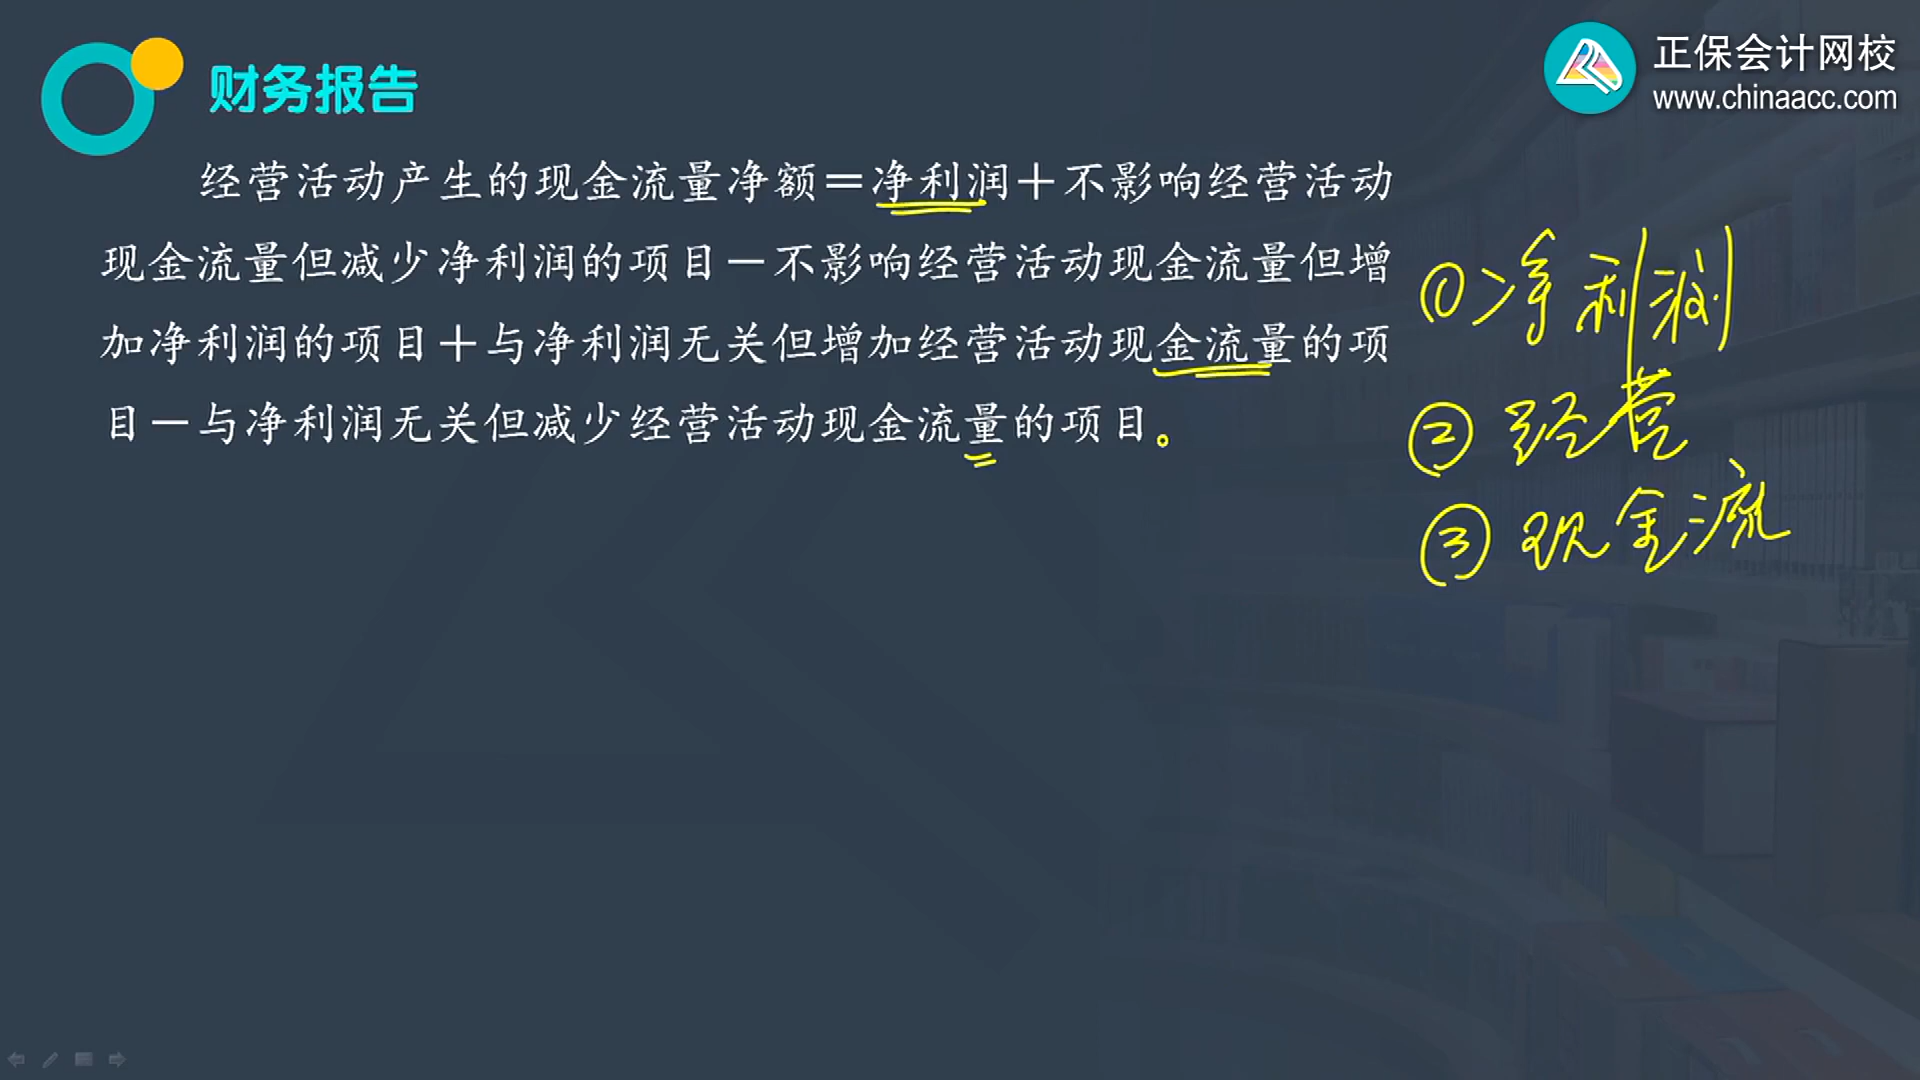 财务报告
正保会计网校
www.chinaacc.com
经营活动产生的现金流量净额＝净利润＋不影响经营活动
现金流量但减少净利润的项目－不影响经营活动现金流量但增
加净利润的项目＋与净利润无关但增加经营活动现金流量的项
目－与净利润无关但减少经营活动现金流量的项目。
①净利润
②经营
③现金流